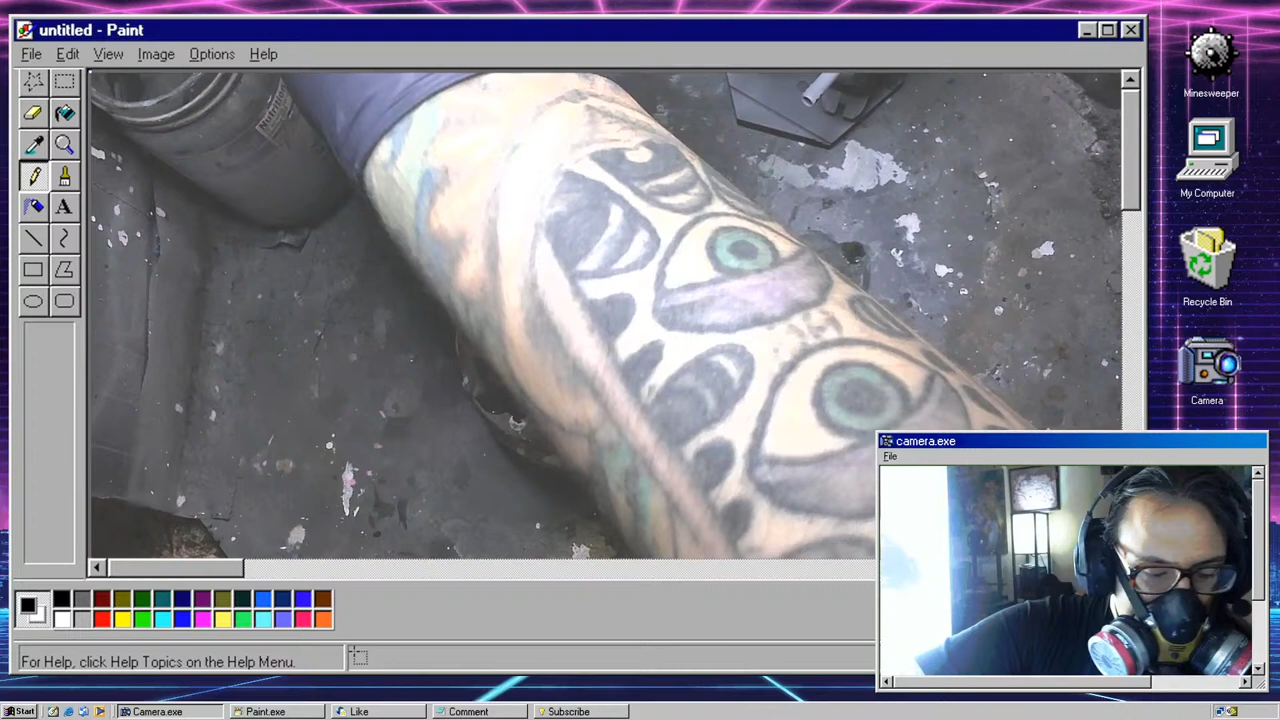 untitled - Paint
File Edit View Image Options Help
Minesweeper
My Computer
Recycle Bin
Camera
camera.exe
File
For Help, click Help Topics on the Help Menu.
Start Camera.exe Paint.exe Like Comment Subscribe